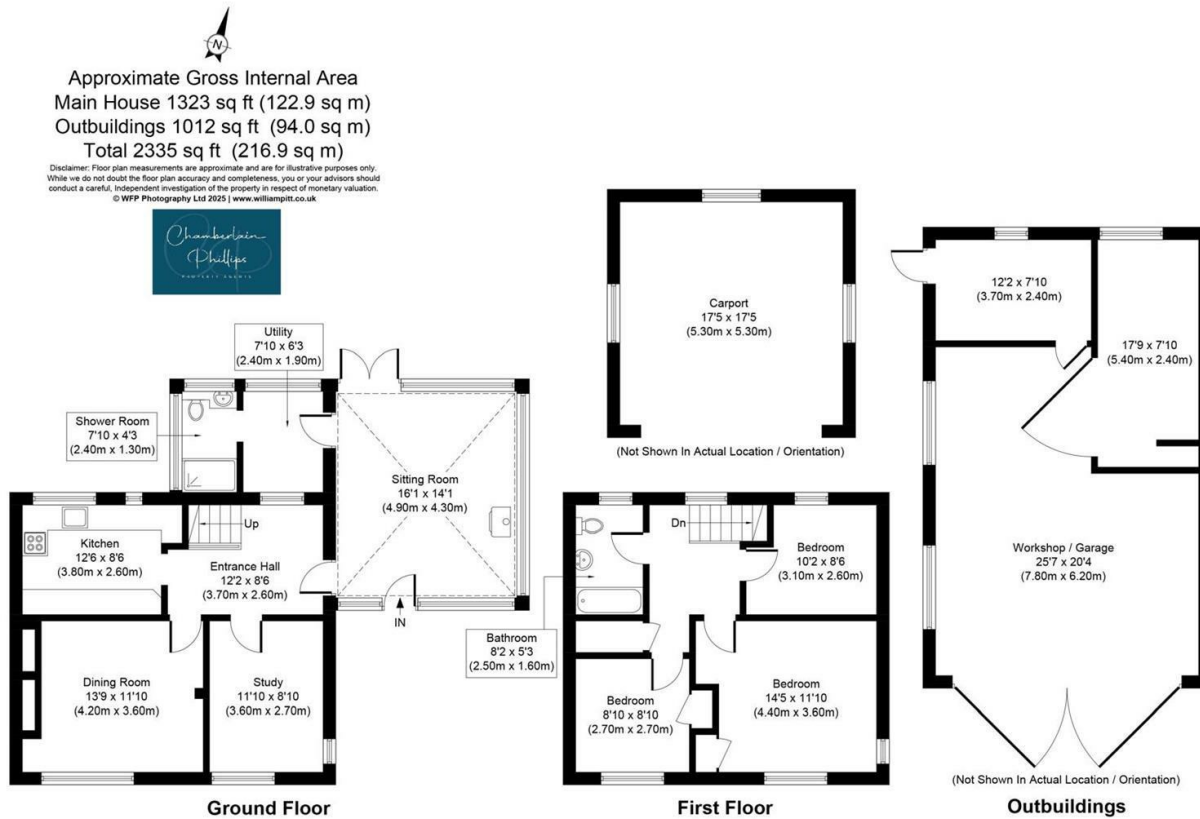 N
Approximate Gross Internal Area
Main House 1323 sq ft (122.9 sq m)
Outbuildings 1012 sq ft (94.0 sq m)
Total 2335 sq ft (216.9 sq m)
Disclaimer: Floor plan measurements are approximate and are for illustrative purposes only.
While we do not doubt the floor plan accuracy and completeness, you or your advisors should
conduct a careful, Independent investigation of the property in respect of monetary valuation.
© WFP Photography Ltd 2025 | www.williampitt.co.uk
Chamberlain
Phillips
Utility
7'10 x 6'3
(2.40m x 1.90m)
Shower Room
7'10 x 4'3
(2.40m x 1.30m)
Sitting Room
16'1 x 14'1
(4.90m x 4.30m)
Kitchen
12'6 x 8'6
(3.80m x 2.60m)
Up
Entrance Hall
12'2 x 8'6
(3.70m x 2.60m)
IN
Dining Room
13'9 x 11'10
(4.20m x 3.60m)
Study
11'10 x 8'10
(3.60m x 2.70m)
Ground Floor
Carport
17'5 x 17'5
(5.30m x 5.30m)
(Not Shown In Actual Location / Orientation)
Dn
Bedroom
10'2 x 8'6
(3.10m x 2.60m)
Bathroom
8'2 x 5'3
(2.50m x 1.60m)
Bedroom
8'10 x 8'10
(2.70m x 2.70m)
Bedroom
14'5 x 11'10
(4.40m x 3.60m)
First Floor
12'2 x 7'10
(3.70m x 2.40m)
17'9 x 7'10
(5.40m x 2.40m)
Workshop / Garage
25'7 x 20'4
(7.80m x 6.20m)
(Not Shown In Actual Location / Orientation)
Outbuildings